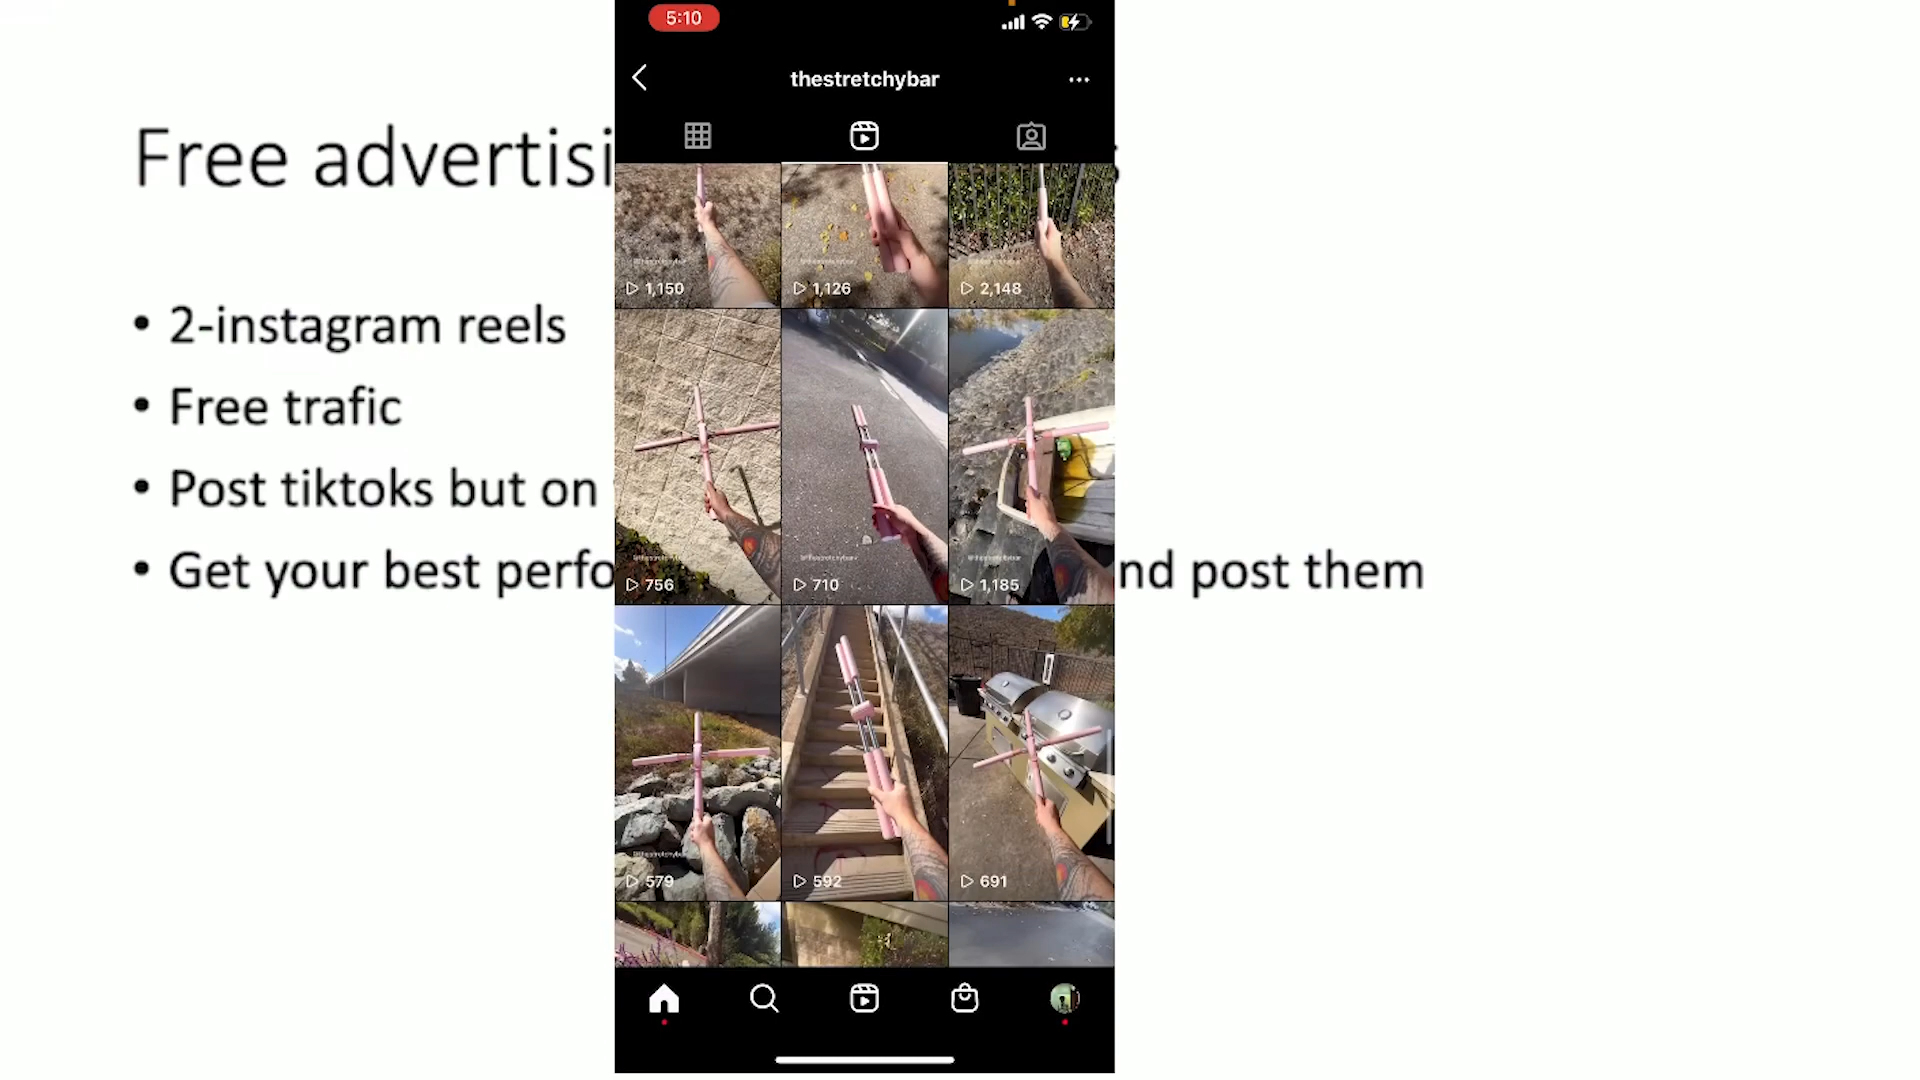 5:10
thestretchybar
Free advertisi
1,150
1,126
2,148
2-instagram reels
Free trafic
Post tiktoks but on
Get your best perfo nd post them
756
710
1,185
579
592
691